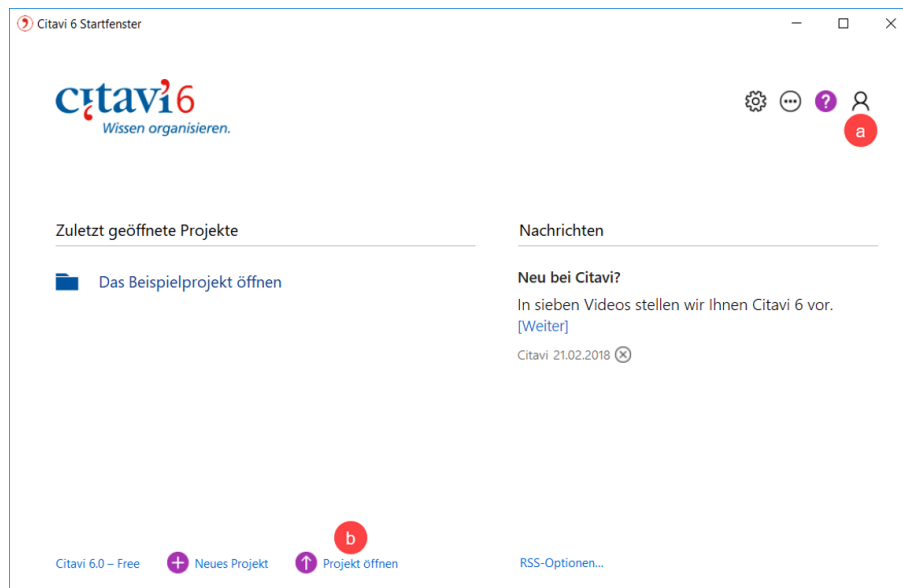 Citavi 6 Startfenster
citavi 6
Wissen organisieren.
?
a
Zuletzt geöffnete Projekte
Das Beispielprojekt öffnen
Nachrichten
Neu bei Citavi?
In sieben Videos stellen wir Ihnen Citavi 6 vor.
[Weiter]
Citavi 21.02.2018
b
Citavi 6.0 – Free
Neues Projekt
Projekt öffnen
RSS-Optionen...